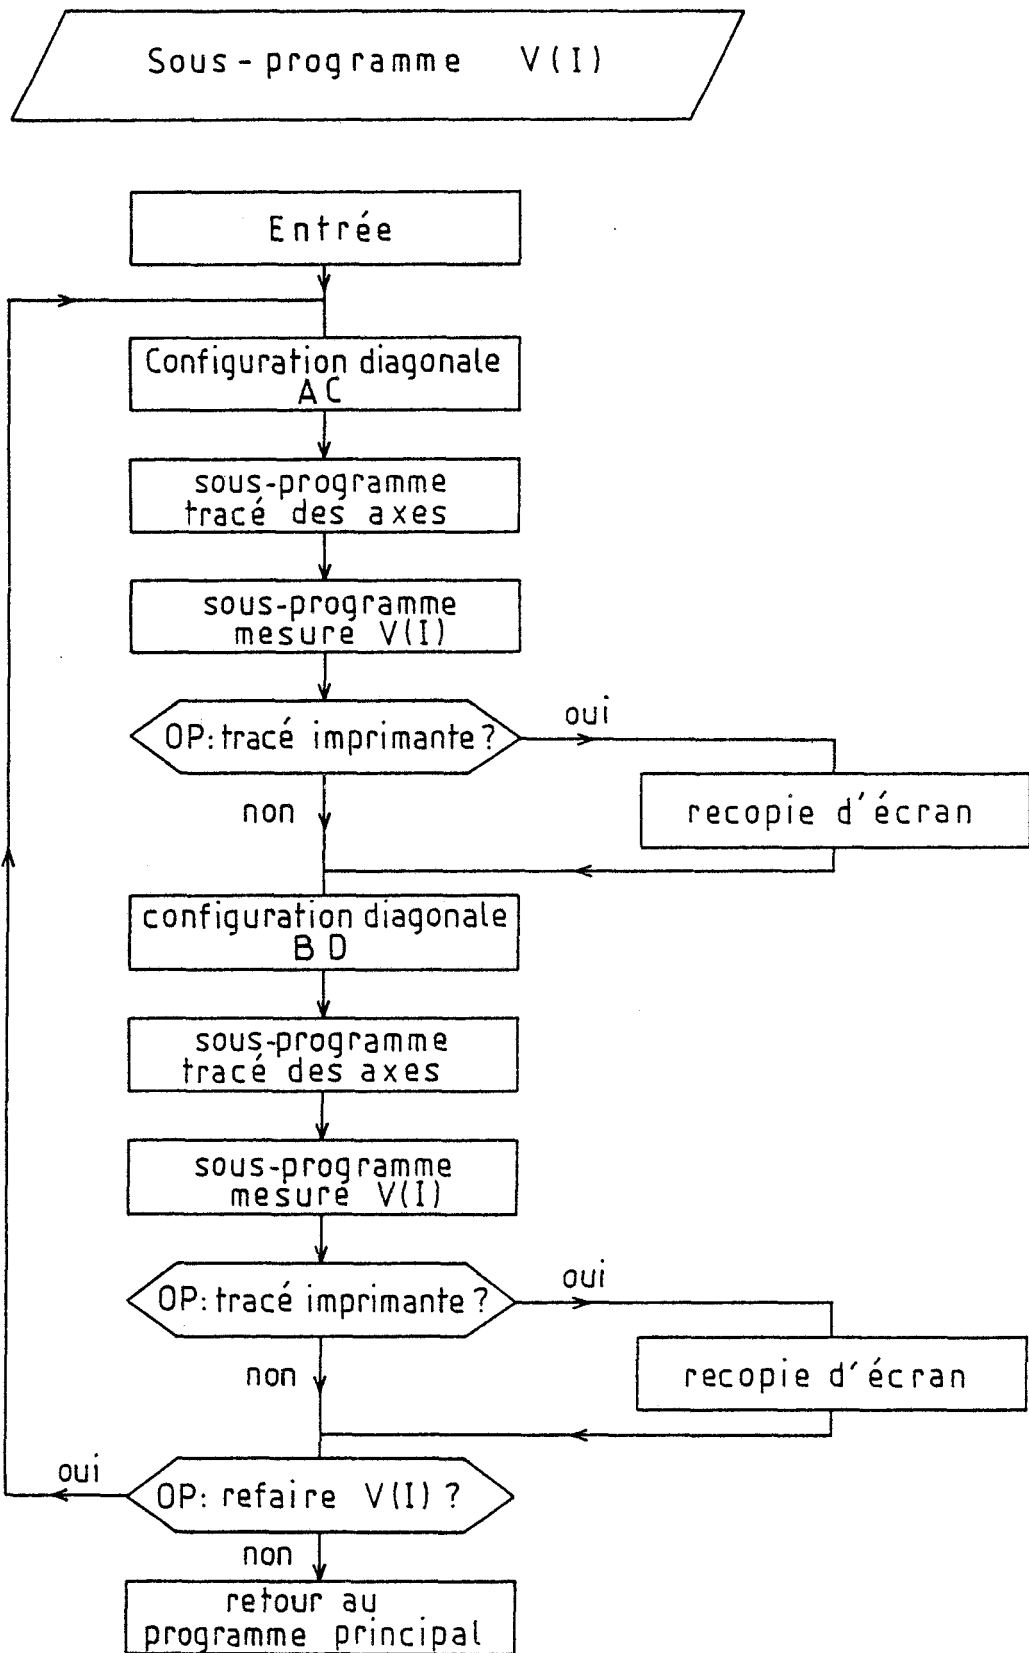 Sous-programme V(I)
Entrée
Configuration diagonale
AC
sous-programme
tracé des axes
sous-programme
mesure V(I)
OP: tracé imprimante ?
oui
non
recopie d'écran
configuration diagonale
BD
sous-programme
tracé des axes
sous-programme
mesure V(I)
OP: tracé imprimante ?
oui
non
recopie d'écran
oui
OP: refaire V(I) ?
non
retour au
programme principal